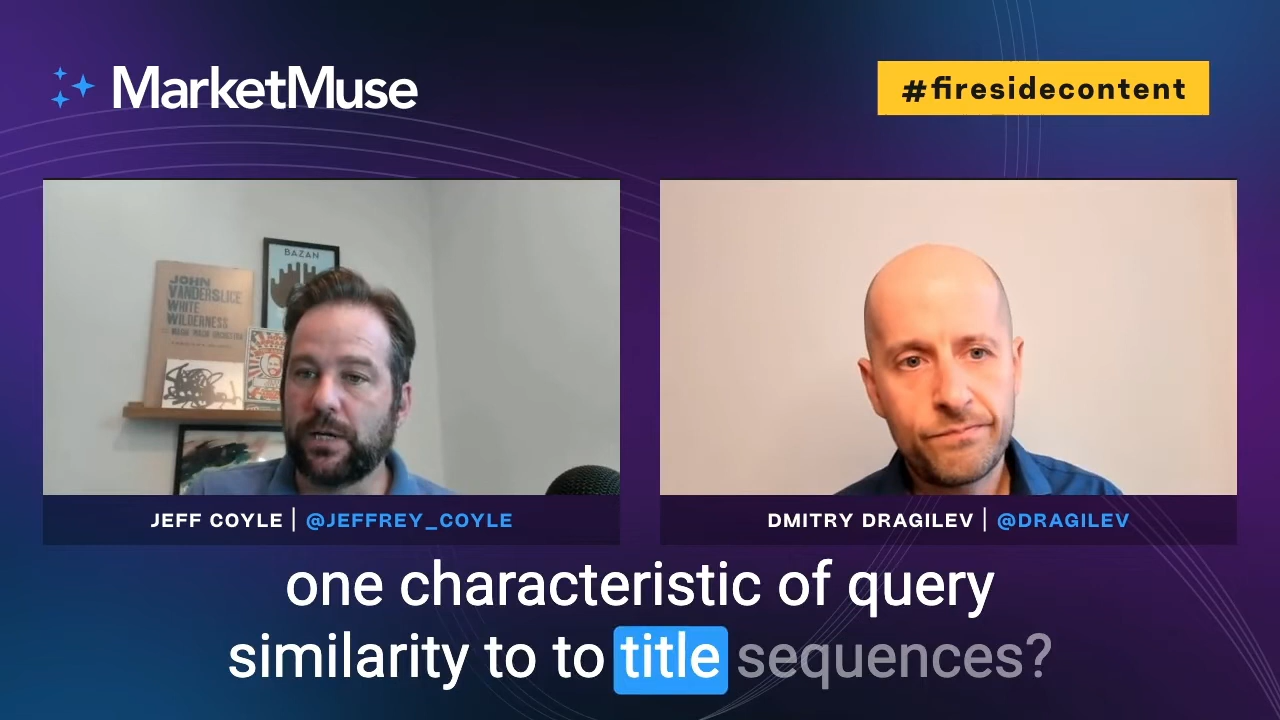 MarketMuse
#firesidecontent
BAZAN
JOHN
VANDERSLICE
WHITE
WILDERNESS
JEFF COYLE | @JEFFREY_COYLE
DMITRY DRAGILEV | @DRAGILEV
one characteristic of query
similarity to to title sequences?